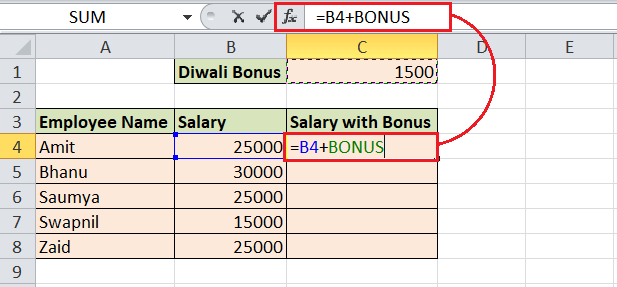 SUM fx =B4+BONUS
A B C D E
1 Diwali Bonus 1500
2
3 Employee Name Salary Salary with Bonus
4 Amit 25000 =B4+BONUS
5 Bhanu 30000
6 Saumya 25000
7 Swapnil 15000
8 Zaid 25000
9